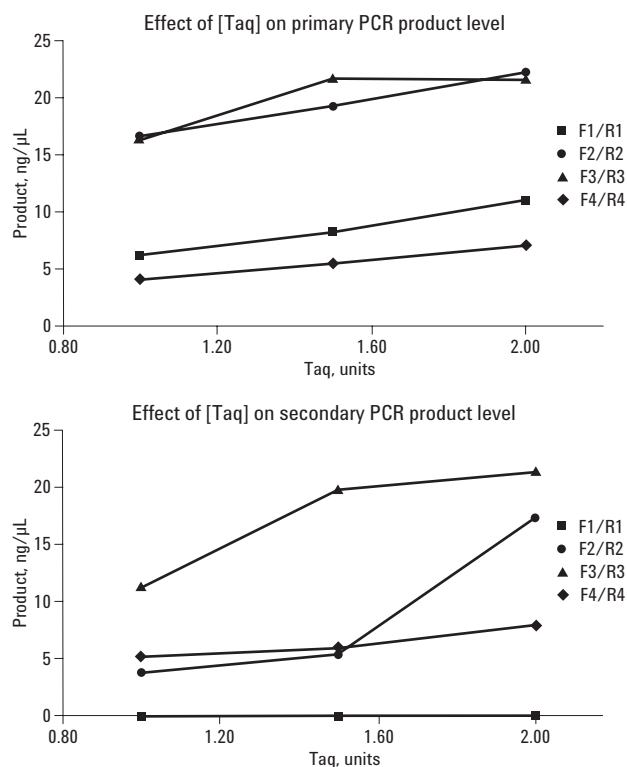 Effect of [Taq] on primary PCR product level
25
20
15
10
5
0
Product, ng/µL
0.80
1.20
1.60
2.00
Taq, units
F1/R1
F2/R2
F3/R3
F4/R4
Effect of [Taq] on secondary PCR product level
25
20
15
10
5
0
Product, ng/µL
0.80
1.20
1.60
2.00
Taq, units
F1/R1
F2/R2
F3/R3
F4/R4